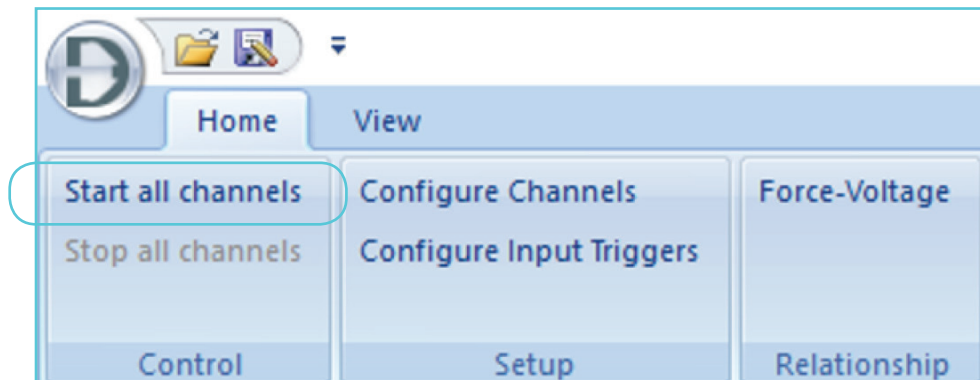 Home View
Start all channels
Stop all channels
Control
Configure Channels
Configure Input Triggers
Setup
Force-Voltage
Relationship